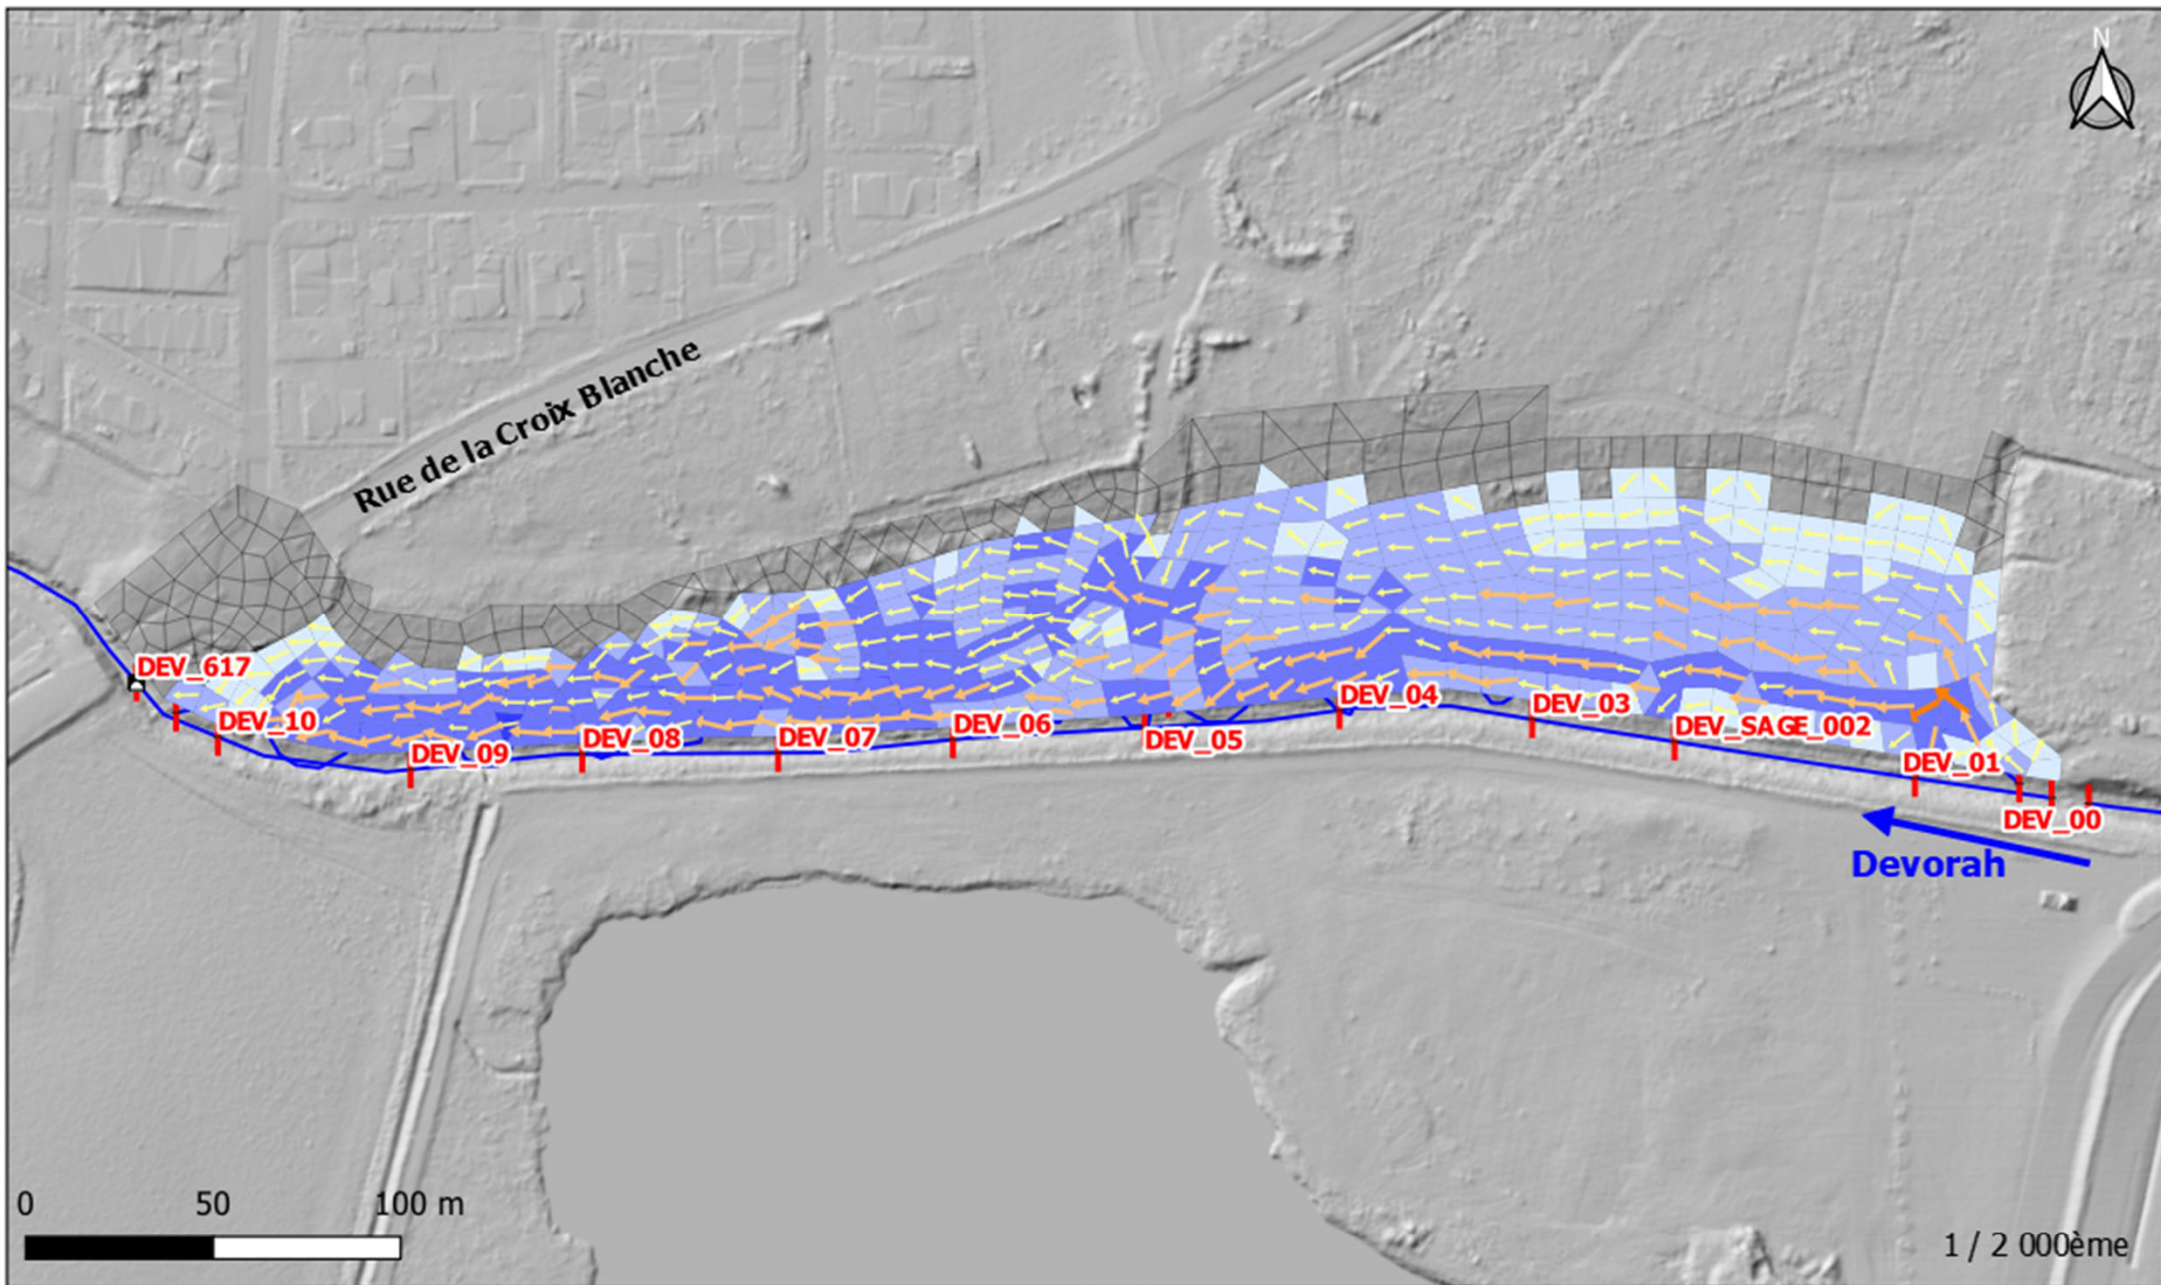 N
Rue de la Croix Blanche
DEV_617
DEV_10
DEV_09
DEV_08
DEV_07
DEV_06
DEV_05
DEV_04
DEV_03
DEV_SAGE_002
DEV_01
DEV_00
Devorah
0 50 100 m
1 / 2 000ème